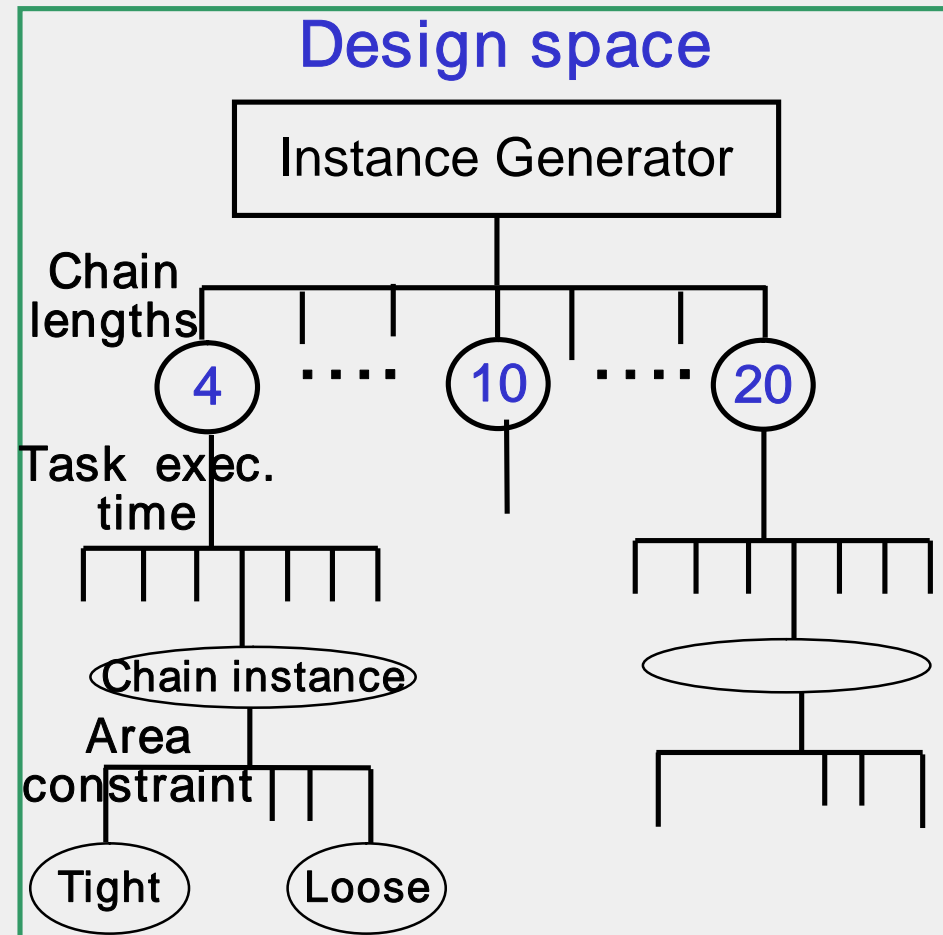 Design space
Instance Generator
Chain
lengths
4 .... 10 .... 20
Task exec.
time
Chain instance
Area
constraint
Tight Loose